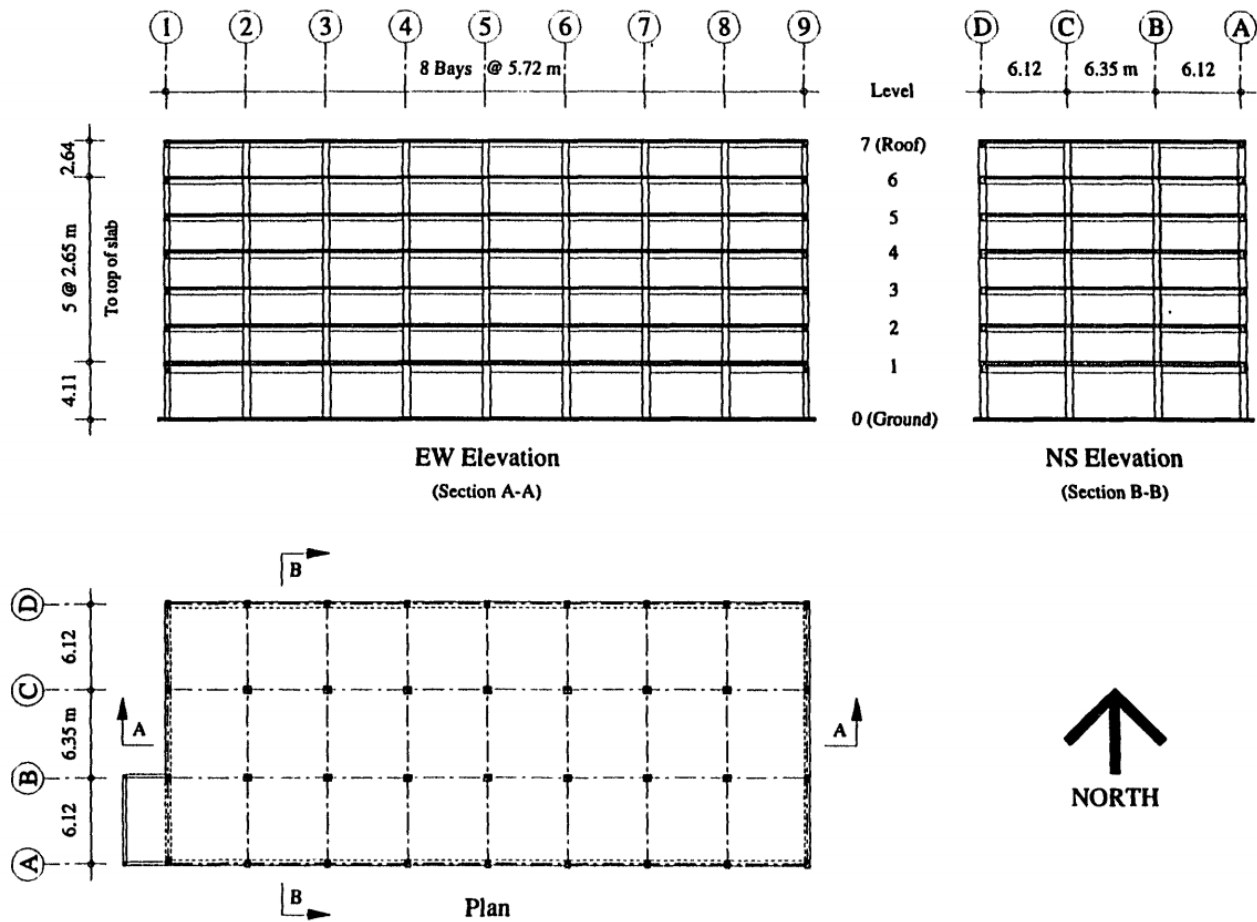 1 2 3 4 5 6 7 8 9
8 Bays @ 5.72 m
2.64
5 @ 2.65 m
To top of slab
4.11
Level
7 (Roof)
6
5
4
3
2
1
0 (Ground)
EW Elevation
(Section A-A)
D C B A
6.12 6.35 m 6.12
NS Elevation
(Section B-B)
B
D
6.12
C
6.35 m
A A
B
6.12
A
B
Plan
NORTH